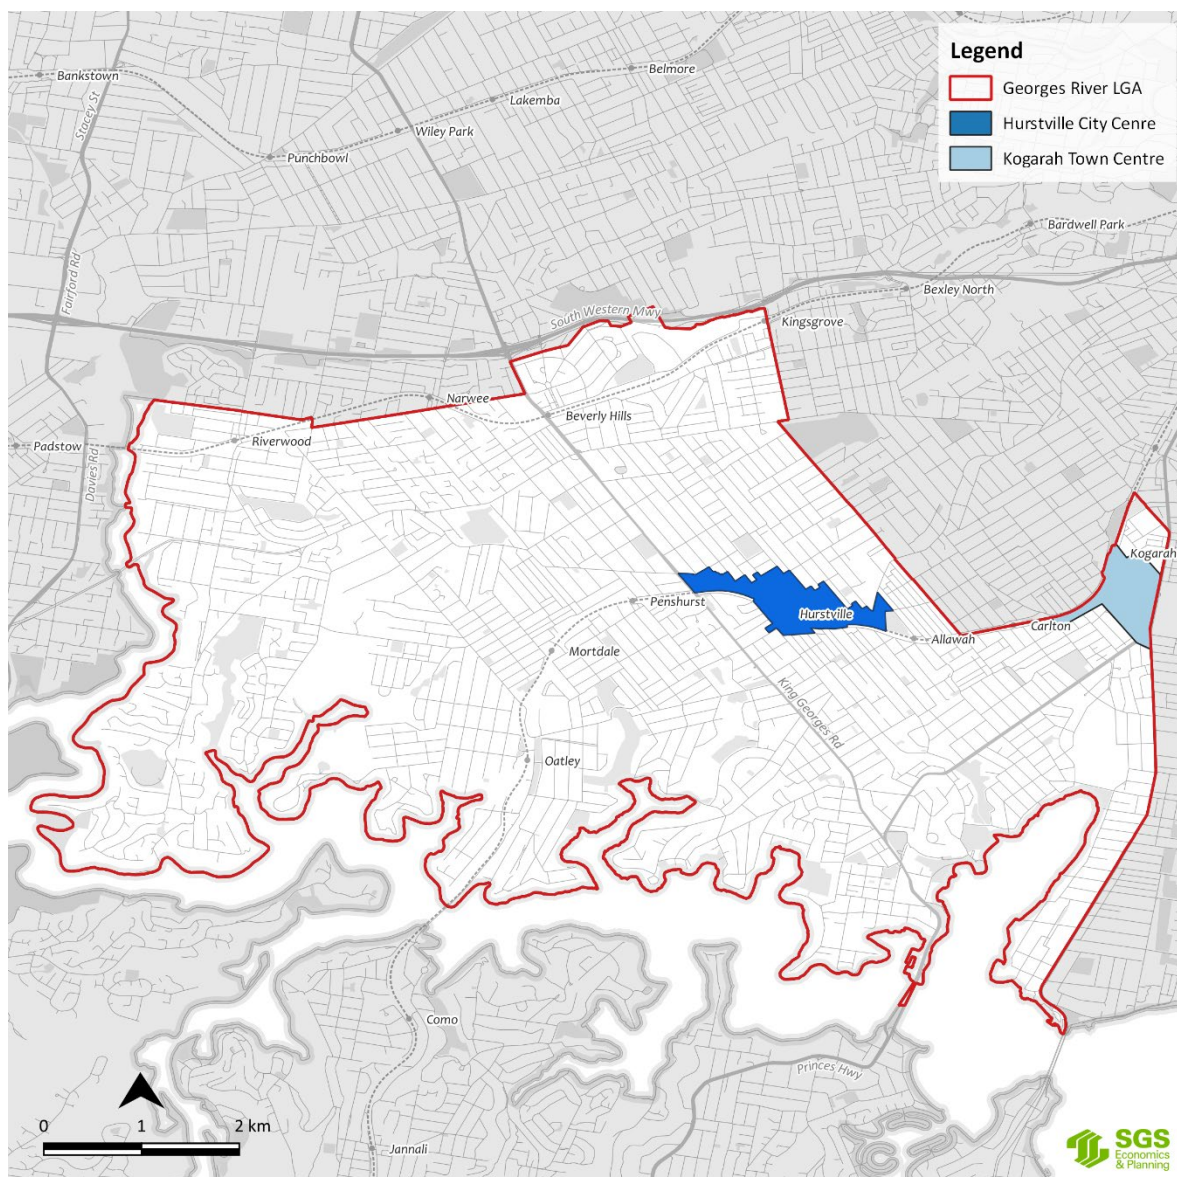 Legend
Georges River LGA
Hurstville City Cenre
Kogarah Town Centre
Bankstown
Belmore
Lakemba
Stacey St
Wiley Park
Punchbowl
Bardwell Park
Fairford Rd
Bexley North
South Western Mwy
Kingsgrove
Narwee
Beverly Hills
Riverwood
Padstow
Davies Rd
Kogarah
Penshurst
Hurstville
Carlton
Allawah
Mortdale
King Georges Rd
Oatley
Como
Princes Hwy
0 1 2 km
Jannali
SGS
Economics
& Planning